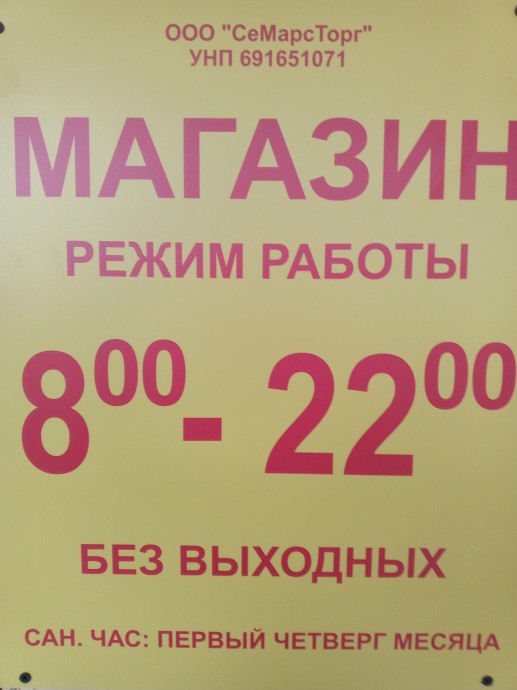 ООО "СеМарсТорг"
УНП 691651071
МАГАЗИН
РЕЖИМ РАБОТЫ
8⁰⁰- 22⁰⁰
БЕЗ ВЫХОДНЫХ
САН. ЧАС: ПЕРВЫЙ ЧЕТВЕРГ МЕСЯЦА